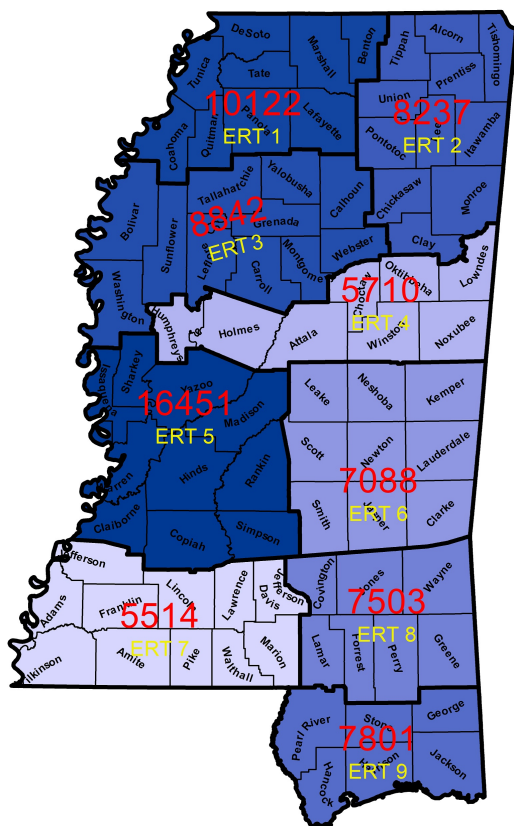 DeSoto
Marshall
Benton
Tippah
Alcorn
Tishomingo
Tunica
Tate
Union
Prentiss
10122
Panola
Lafayette
8237
ERT 1
ERT 2
Coahoma
Quitman
Pontotoc
Lee
Itawamba
Bolivar
Sunflower
Tallahatchie
Yalobusha
Calhoun
Chickasaw
Monroe
8842
Grenada
ERT 3
Leflore
Carroll
Montgome
Webster
Clay
Washington
Humphreys
Holmes
Attala
Choctaw
Oktibbeha
Lowndes
5710
ERT 4
Winston
Noxubee
Issaquena
Sharkey
Yazoo
Madison
Leake
Neshoba
Kemper
16451
ERT 5
Warren
Hinds
Rankin
Scott
Newton
Lauderdale
7088
ERT 6
Claiborne
Copiah
Simpson
Smith
Jasper
Clarke
Jefferson
Adams
Franklin
Lincoln
Lawrence
Jefferson
Davis
Covington
Jones
Wayne
5514
ERT 7
7503
ERT 8
ilkinson
Amite
Pike
Walthall
Marion
Lamar
Forrest
Perry
Greene
Pearl River
Stone
George
7801
ERT 9
Hancock
Harrison
Jackson